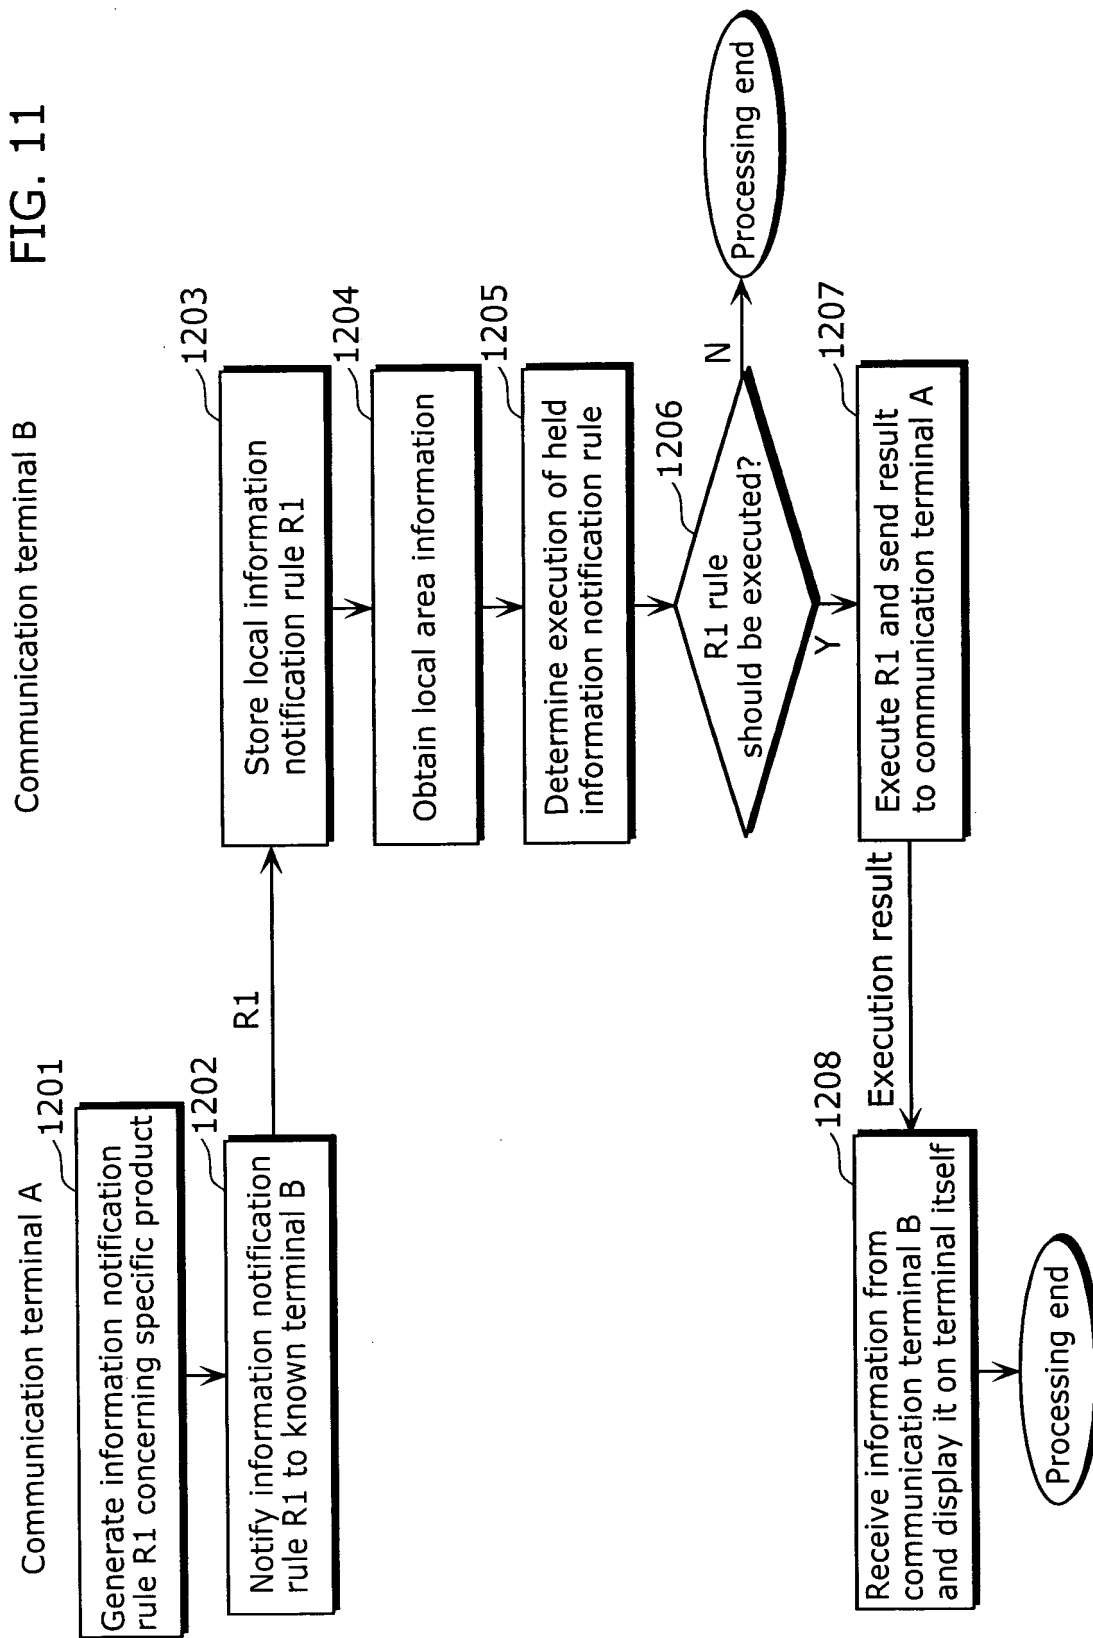 FIG. 11
Communication terminal A
Communication terminal B
1201
Generate information notification
rule R1 concerning specific product
1202
Notify information notification
rule R1 to known terminal B
R1
1203
Store local information
notification rule R1
1204
Obtain local area information
1205
Determine execution of held
information notification rule
1206
R1 rule
should be executed?
N
Processing end
Y
1207
Execute R1 and send result
to communication terminal A
Execution result
1208
Receive information from
communication terminal B
and display it on terminal itself
Processing end